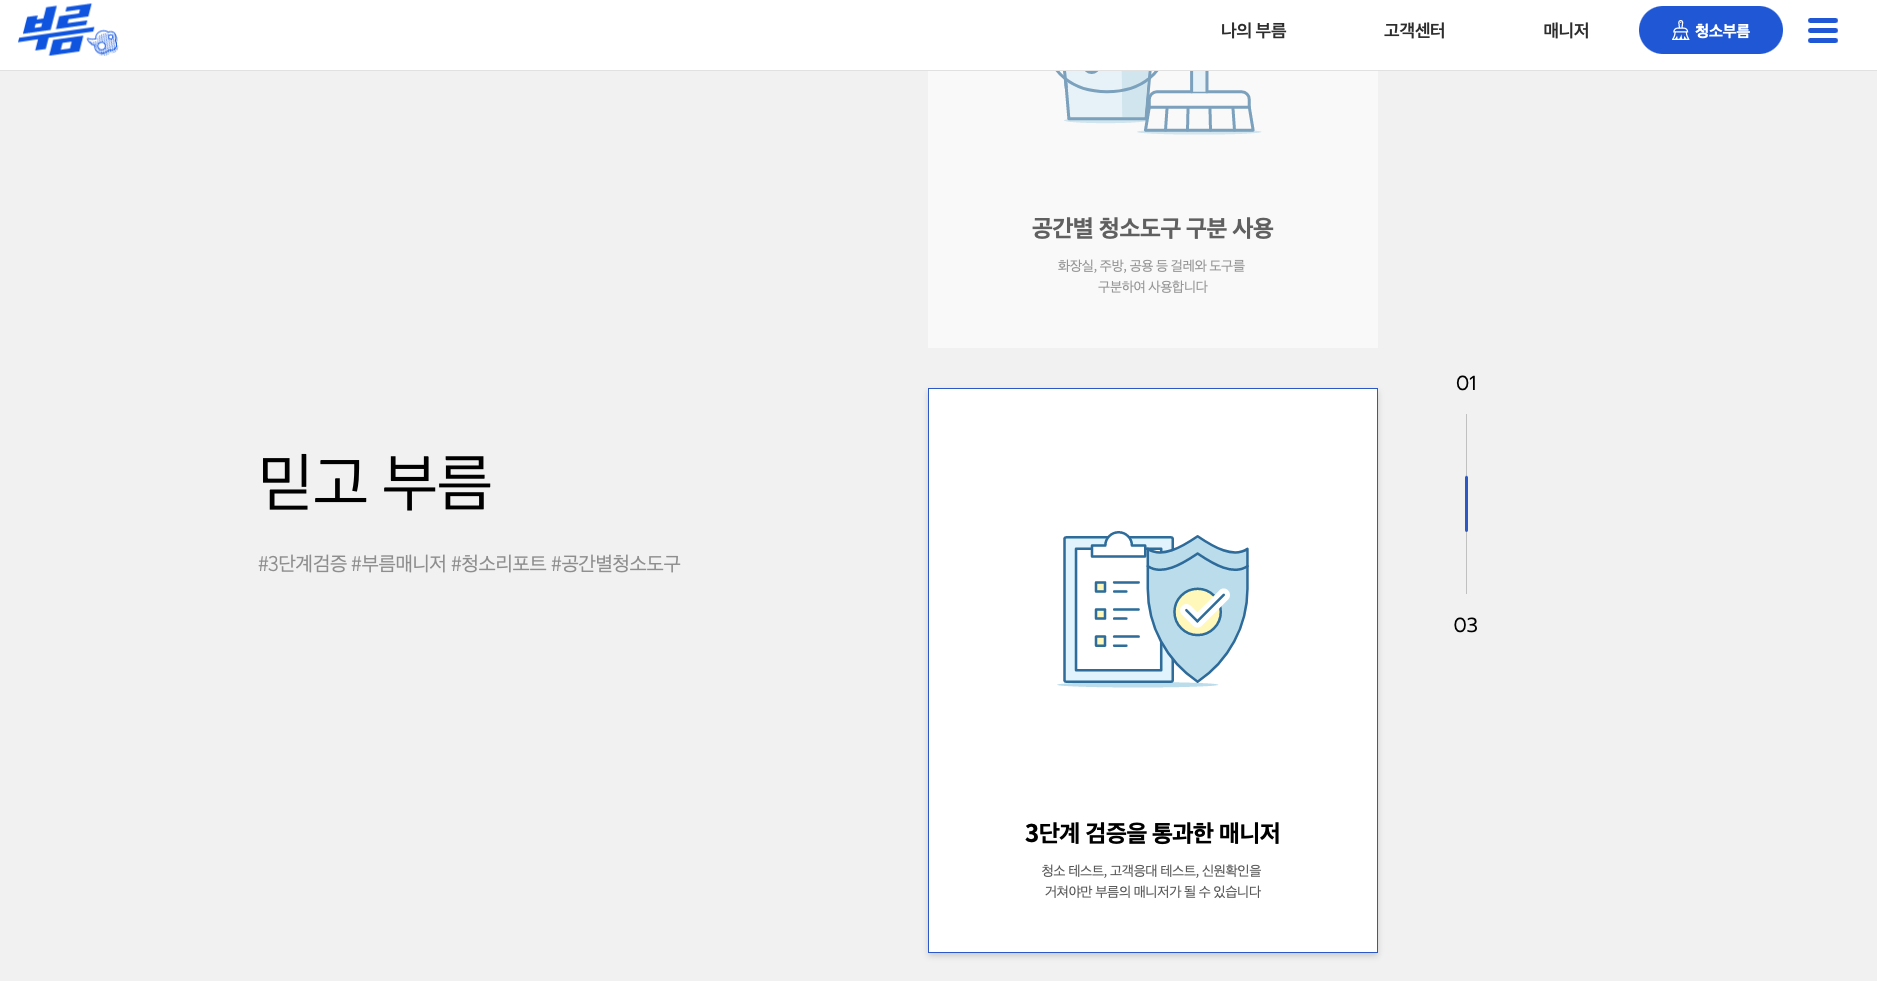 부름
나의 부름
고객센터
매니저
청소부름
공간별 청소도구 구분 사용
화장실, 주방, 공용 등 걸레와 도구를
구분하여 사용합니다
믿고 부름
#3단계검증 #부름매니저 #청소리포트 #공간별청소도구
01
03
3단계 검증을 통과한 매니저
청소 테스트, 고객응대 테스트, 신원확인을
거쳐야만 부름의 매니저가 될 수 있습니다